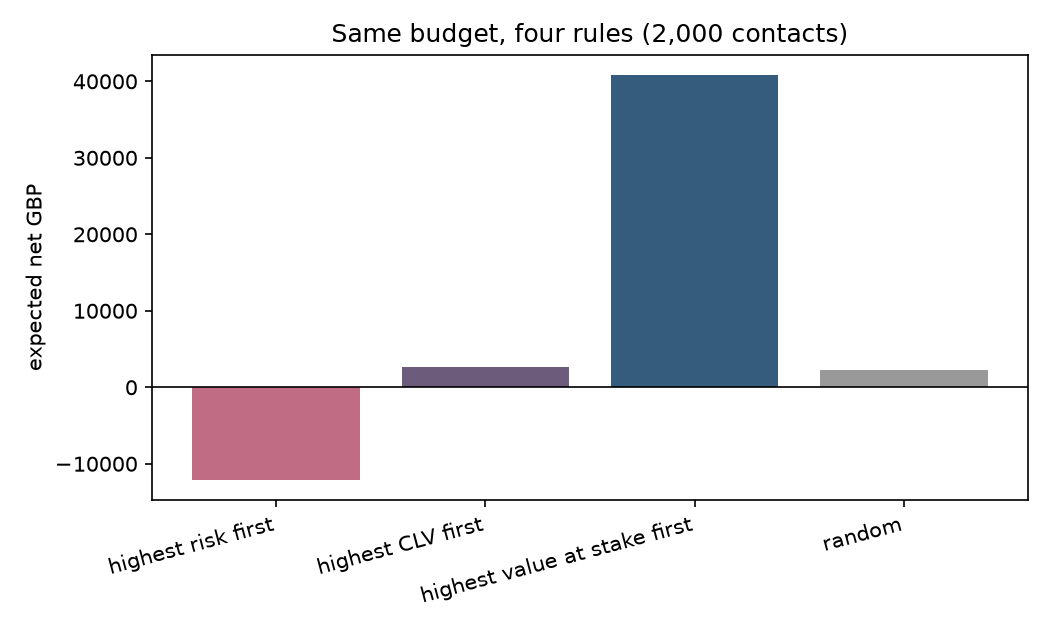 Same budget, four rules (2,000 contacts)
expected net GBP
40000
30000
20000
10000
0
−10000
highest risk first
highest CLV first
highest value at stake first
random